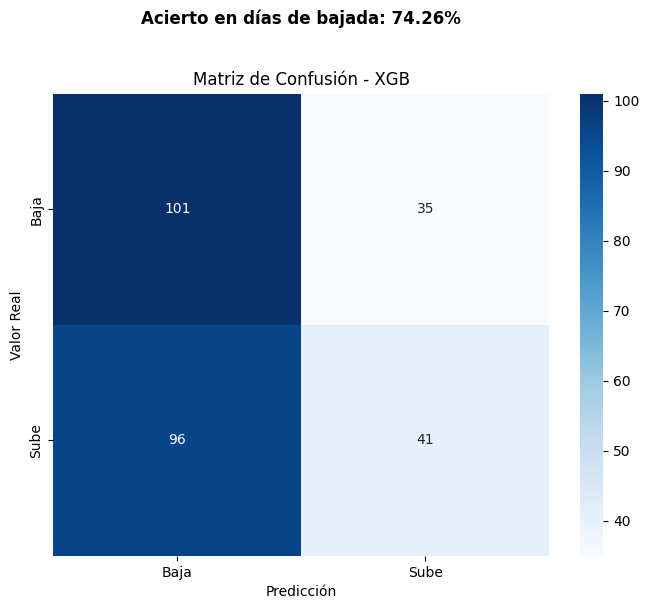 Acierto en días de bajada: 74.26%
Matriz de Confusión - XGB
Valor Real
Baja
Sube
101
35
96
41
Baja
Sube
Predicción
100
90
80
70
60
50
40